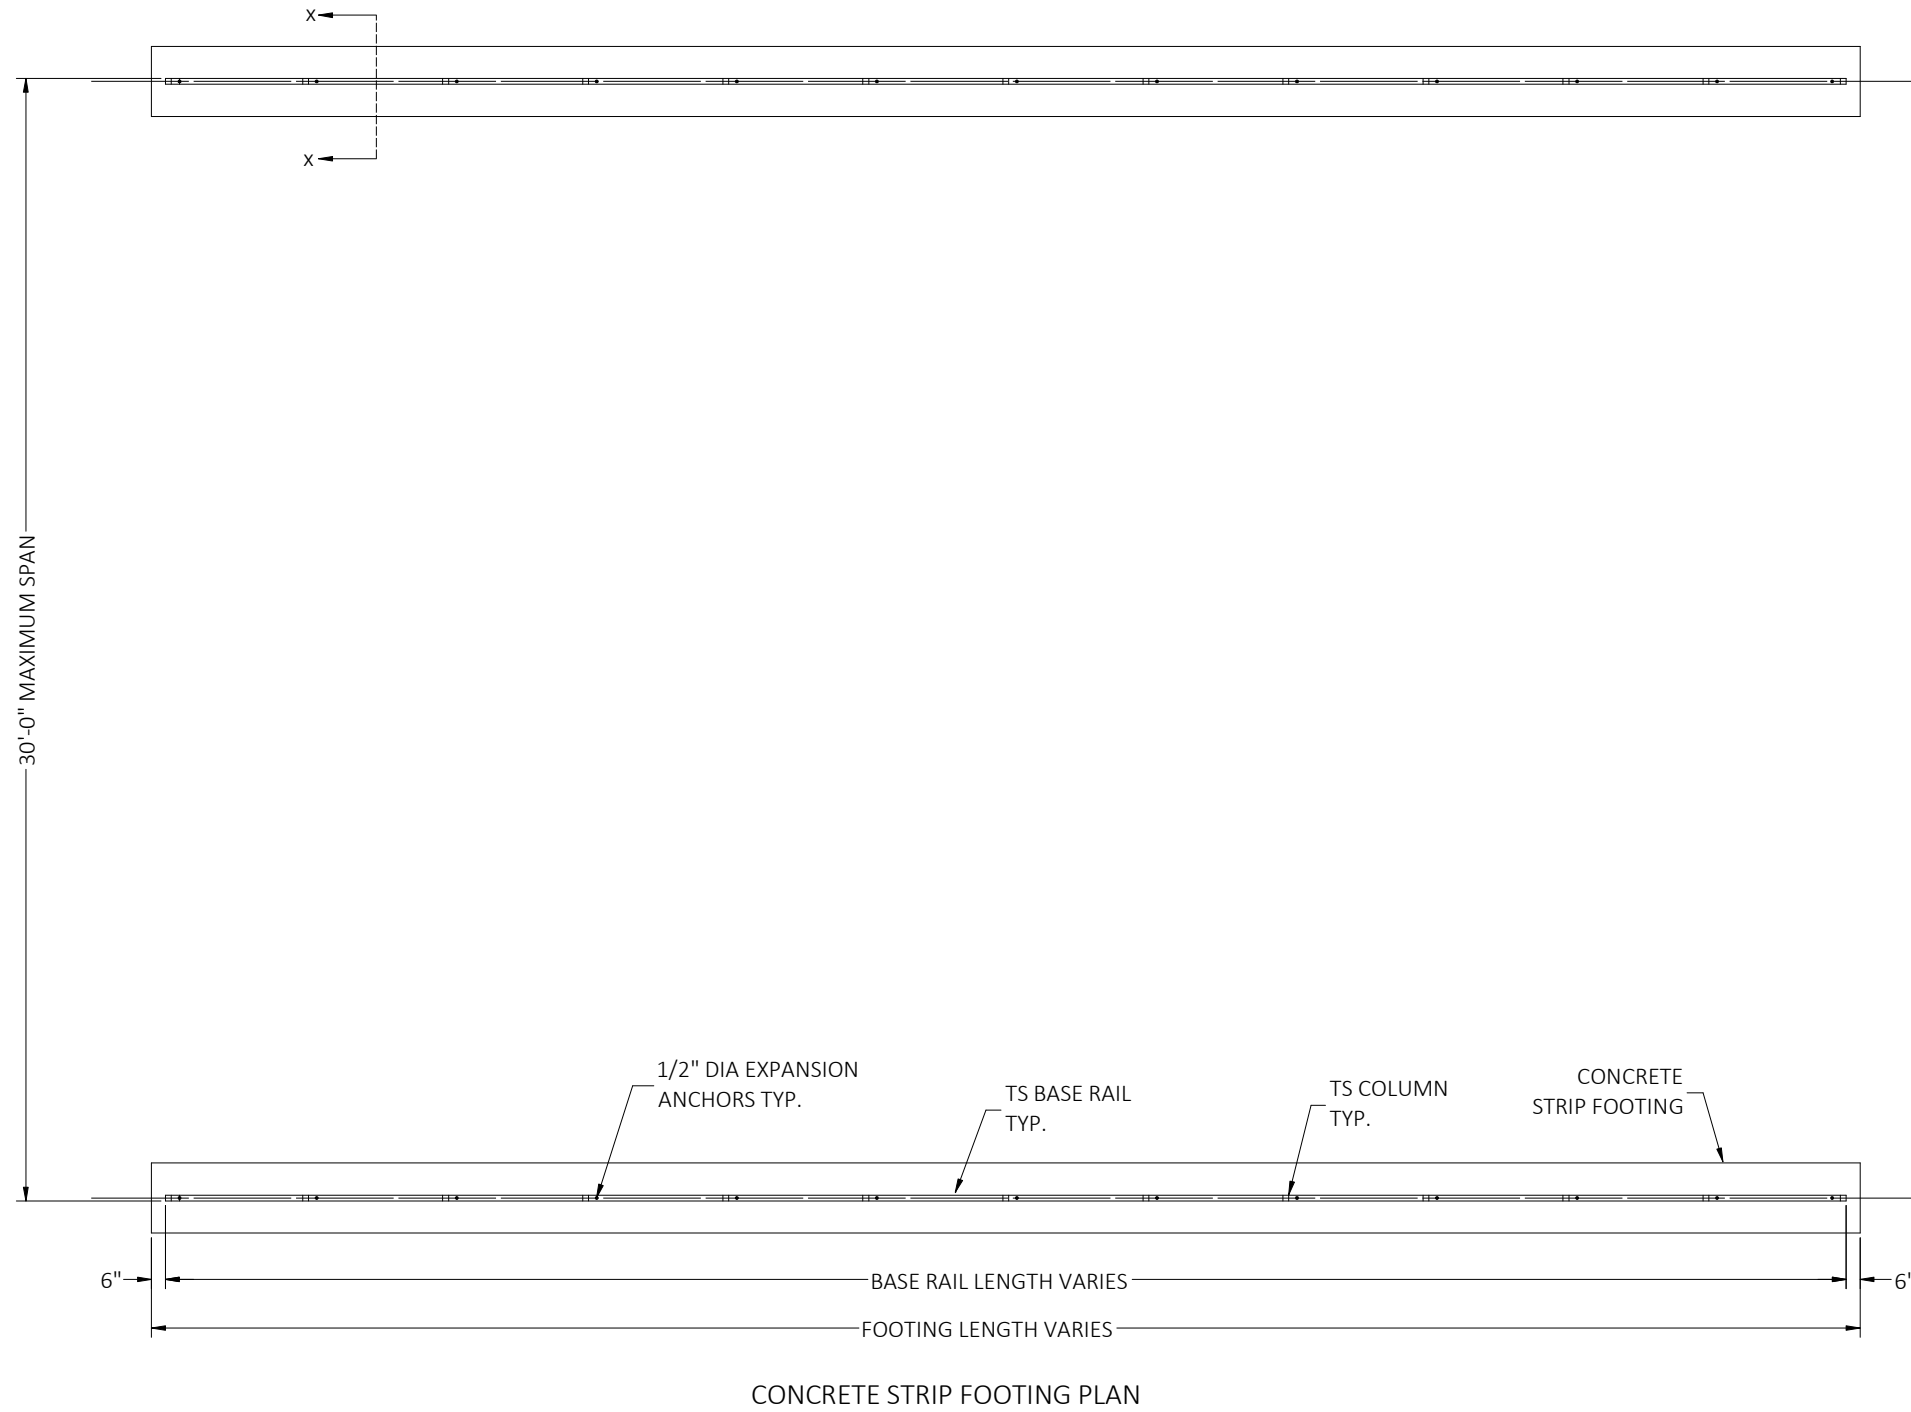 X
X
30'-0" MAXIMUM SPAN
1/2" DIA EXPANSION
ANCHORS TYP.
TS BASE RAIL
TYP.
TS COLUMN
TYP.
CONCRETE
STRIP FOOTING
6"
BASE RAIL LENGTH VARIES
6"
FOOTING LENGTH VARIES
CONCRETE STRIP FOOTING PLAN